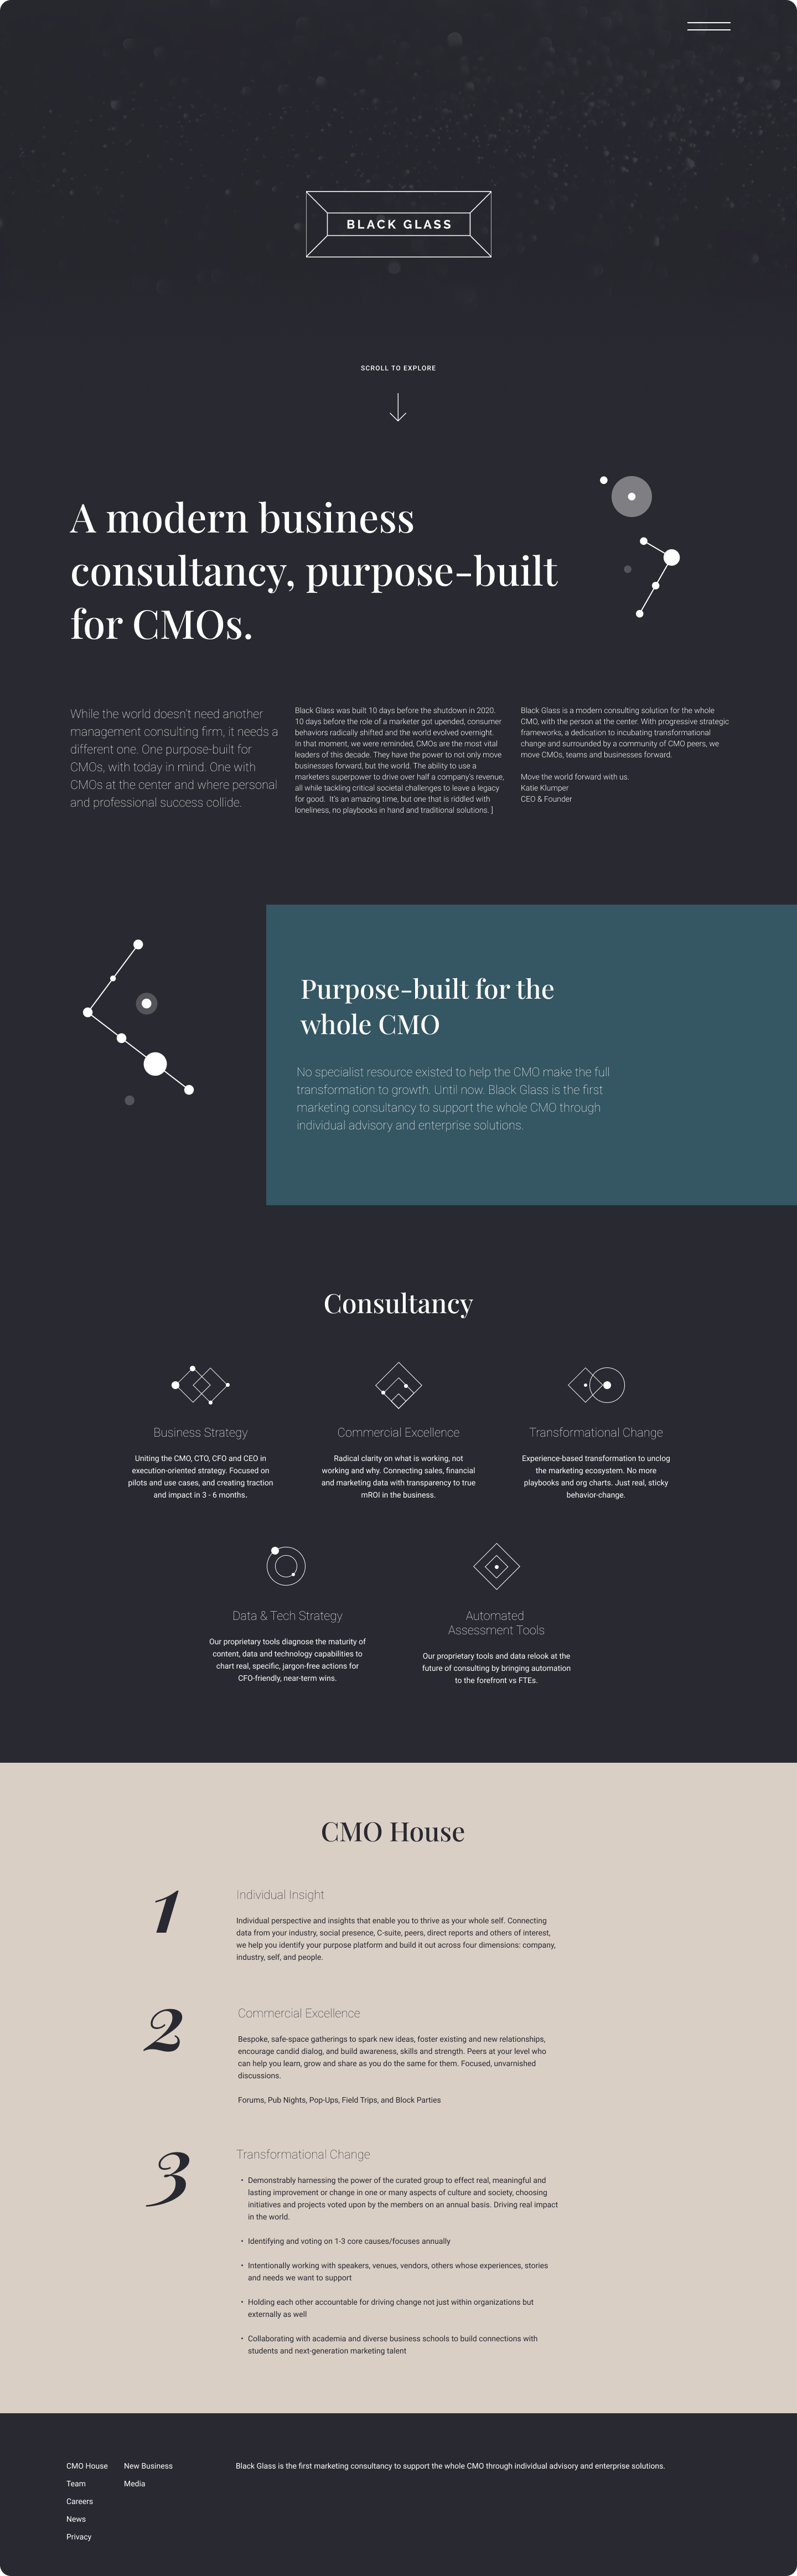 BLACK GLASS
SCROLL TO EXPLORE
A modern business
consultancy, purpose-built
for CMOs.
While the world doesn't need another
management consulting firm, it needs a
different one. One purpose-built for
CMOs, with today in mind. One with
CMOs at the center and where personal
and professional success collide.
Black Glass was built 10 days before the shutdown in 2020.
10 days before the role of a marketer got upended, consumer
behaviors radically shifted and the world evolved overnight.
In that moment, we were reminded, CMOs are the most vital
leaders of this decade. They have the power to not only move
businesses forward, but the world. The ability to use a
marketers superpower to drive over half a company's revenue,
all while tackling critical societal challenges to leave a legacy
for good.  It's an amazing time, but one that is riddled with
loneliness, no playbooks in hand and traditional solutions. ]
Black Glass is a modern consulting solution for the whole
CMO, with the person at the center. With progressive strategic
frameworks, a dedication to incubating transformational
change and surrounded by a community of CMO peers, we
move CMOs, teams and businesses forward.
Move the world forward with us.
Katie Klumper
CEO & Founder
Purpose-built for the
whole CMO
No specialist resource existed to help the CMO make the full
transformation to growth. Until now. Black Glass is the first
marketing consultancy to support the whole CMO through
individual advisory and enterprise solutions.
Consultancy
Business Strategy
Uniting the CMO, CTO, CFO and CEO in
execution-oriented strategy. Focused on
pilots and use cases, and creating traction
and impact in 3 - 6 months.
Commercial Excellence
Radical clarity on what is working, not
working and why. Connecting sales, financial
and marketing data with transparency to true
mROI in the business.
Transformational Change
Experience-based transformation to unclog
the marketing ecosystem. No more
playbooks and org charts. Just real, sticky
behavior-change.
Data & Tech Strategy
Our proprietary tools diagnose the maturity of
content, data and technology capabilities to
chart real, specific, jargon-free actions for
CFO-friendly, near-term wins.
Automated
Assessment Tools
Our proprietary tools and data relook at the
future of consulting by bringing automation
to the forefront vs FTEs.
CMO House
1
Individual Insight
Individual perspective and insights that enable you to thrive as your whole self. Connecting
data from your industry, social presence, C-suite, peers, direct reports and others of interest,
we help you identify your purpose platform and build it out across four dimensions: company,
industry, self, and people.
2
Commercial Excellence
Bespoke, safe-space gatherings to spark new ideas, foster existing and new relationships,
encourage candid dialog, and build awareness, skills and strength. Peers at your level who
can help you learn, grow and share as you do the same for them. Focused, unvarnished
discussions.
Forums, Pub Nights, Pop-Ups, Field Trips, and Block Parties
3
Transformational Change
• Demonstrably harnessing the power of the curated group to effect real, meaningful and
lasting improvement or change in one or many aspects of culture and society, choosing
initiatives and projects voted upon by the members on an annual basis. Driving real impact
in the world.
• Identifying and voting on 1-3 core causes/focuses annually
• Intentionally working with speakers, venues, vendors, others whose experiences, stories
and needs we want to support
• Holding each other accountable for driving change not just within organizations but
externally as well
• Collaborating with academia and diverse business schools to build connections with
students and next-generation marketing talent
CMO House
Team
Careers
News
Privacy
New Business
Media
Black Glass is the first marketing consultancy to support the whole CMO through individual advisory and enterprise solutions.